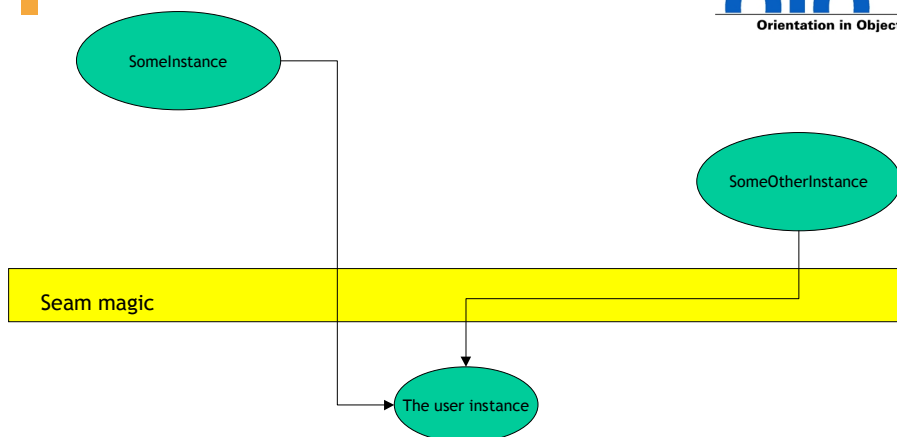 Orientation in Object
SomeInstance
SomeOtherInstance
Seam magic
The user instance